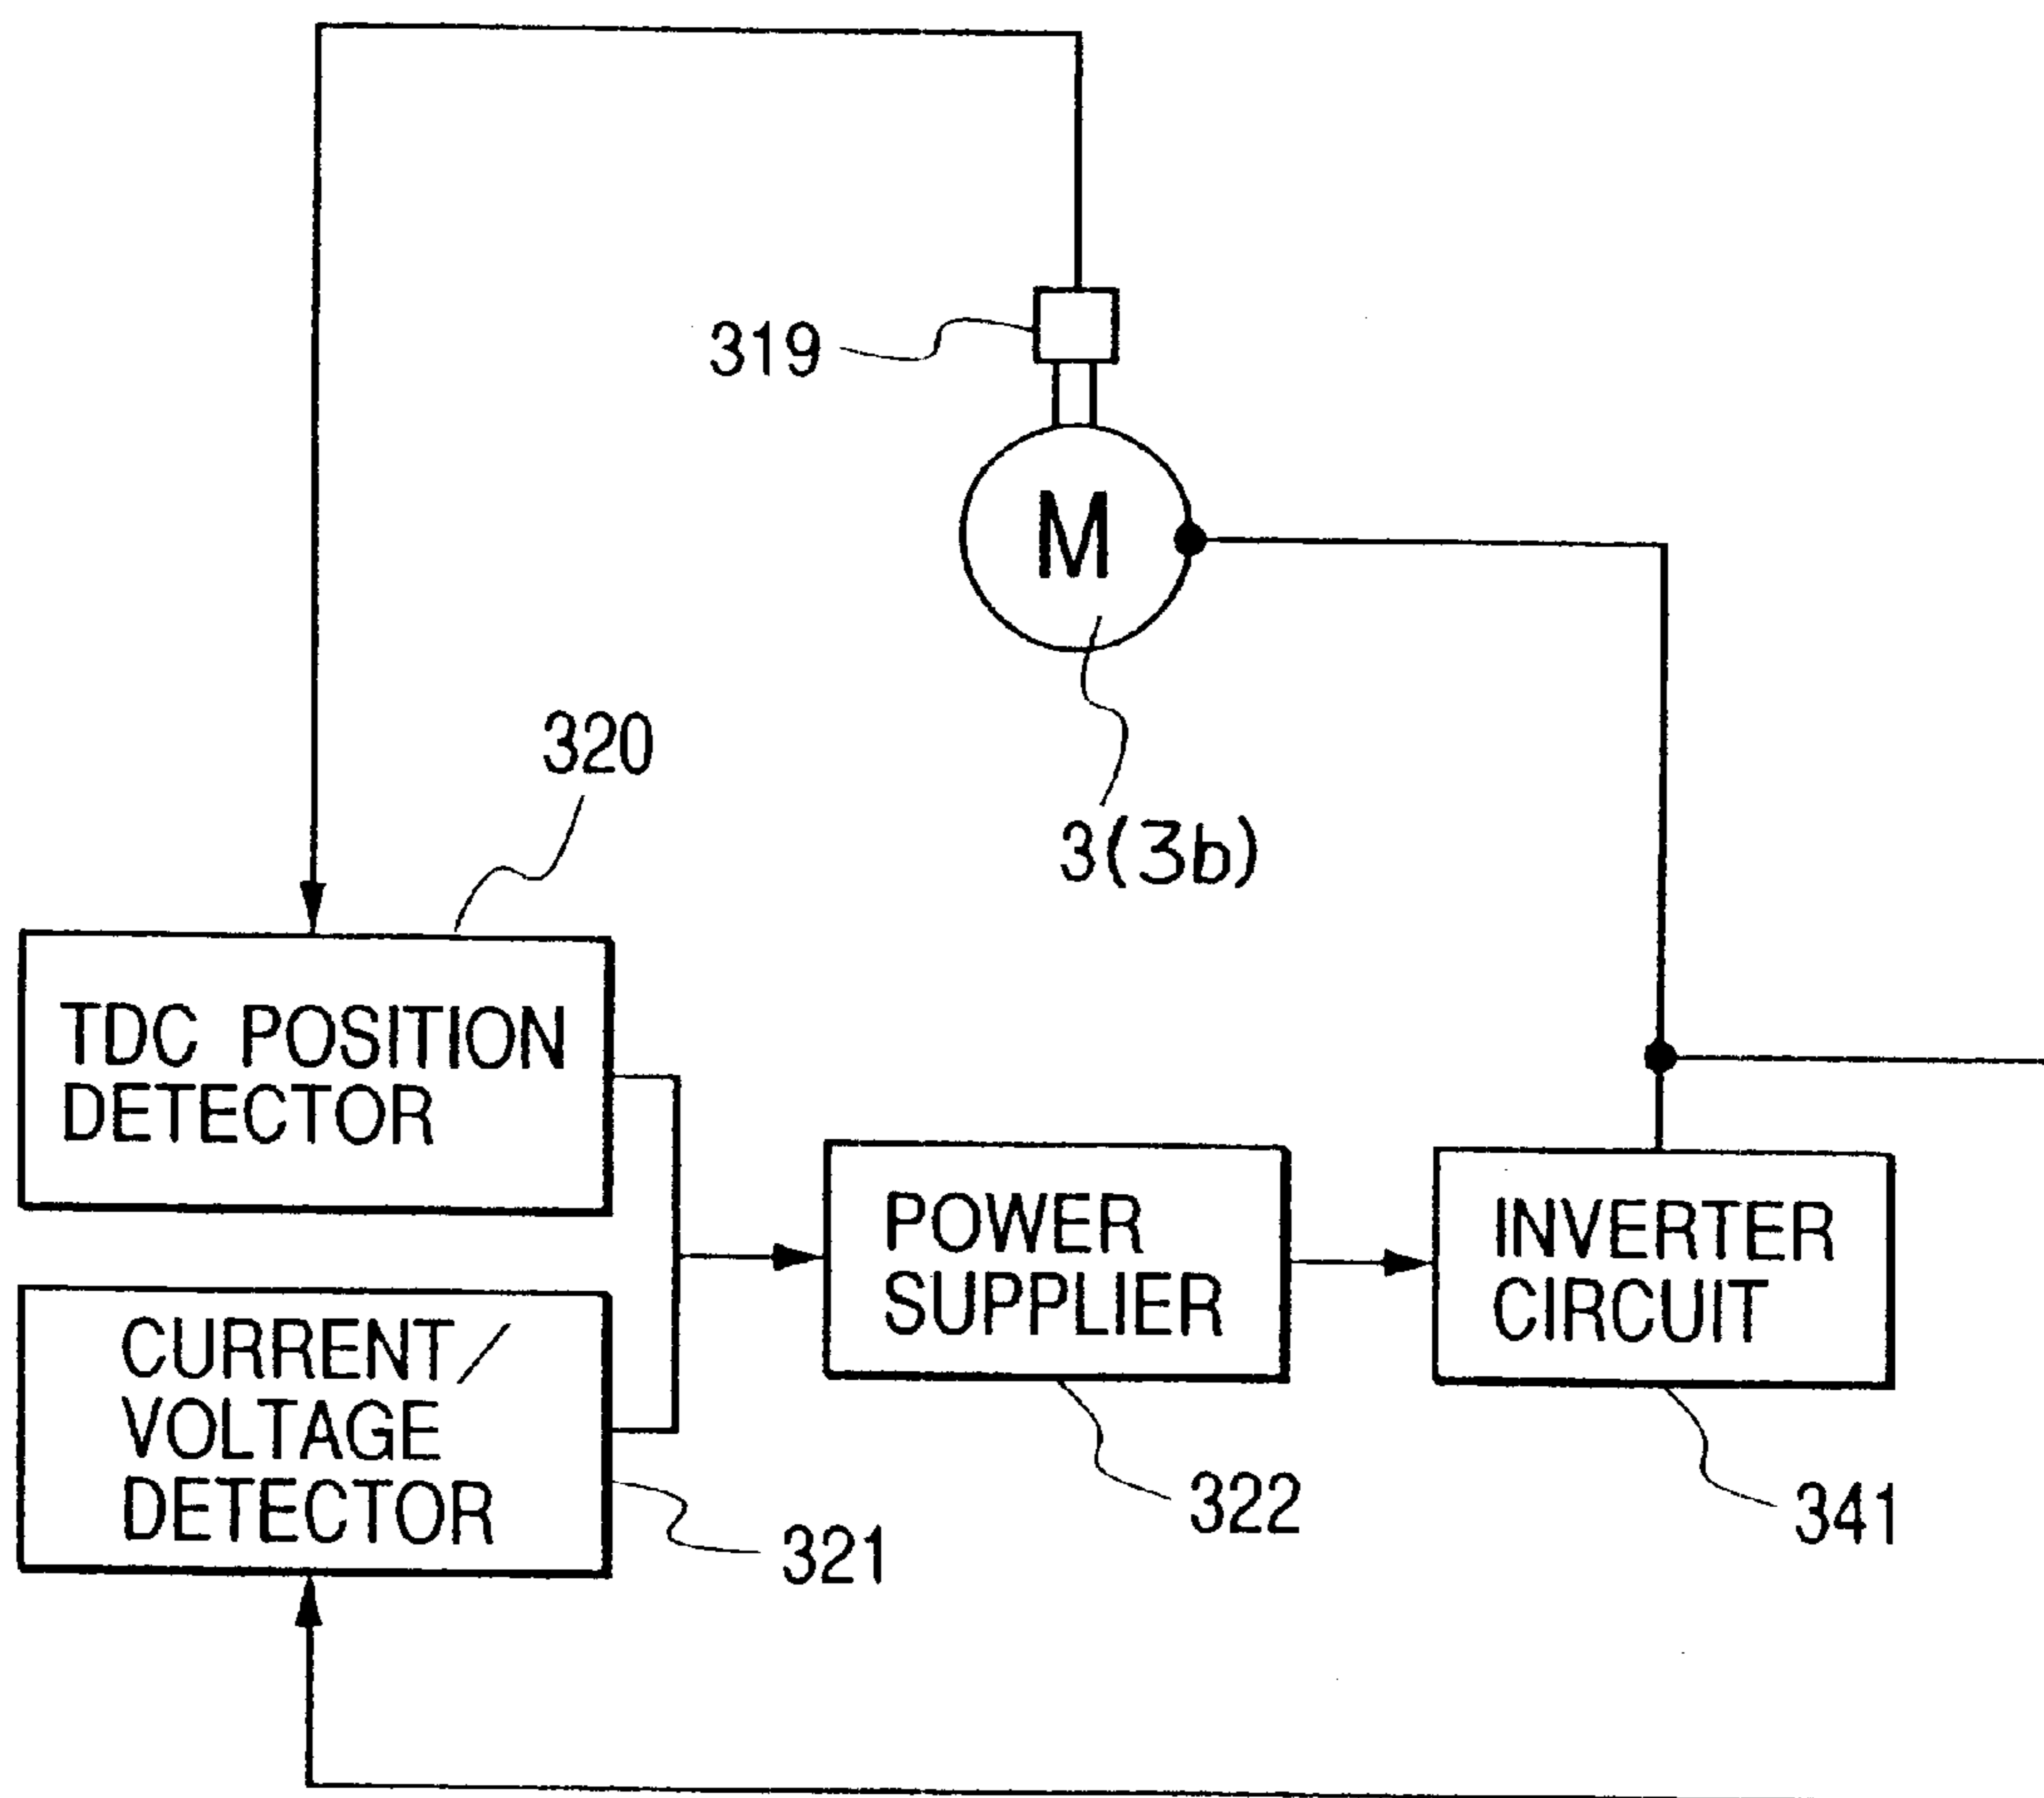 319
M
320
3(3b)
TDC POSITION
DETECTOR
POWER
SUPPLIER
INVERTER
CIRCUIT
CURRENT/
VOLTAGE
DETECTOR
322
341
321